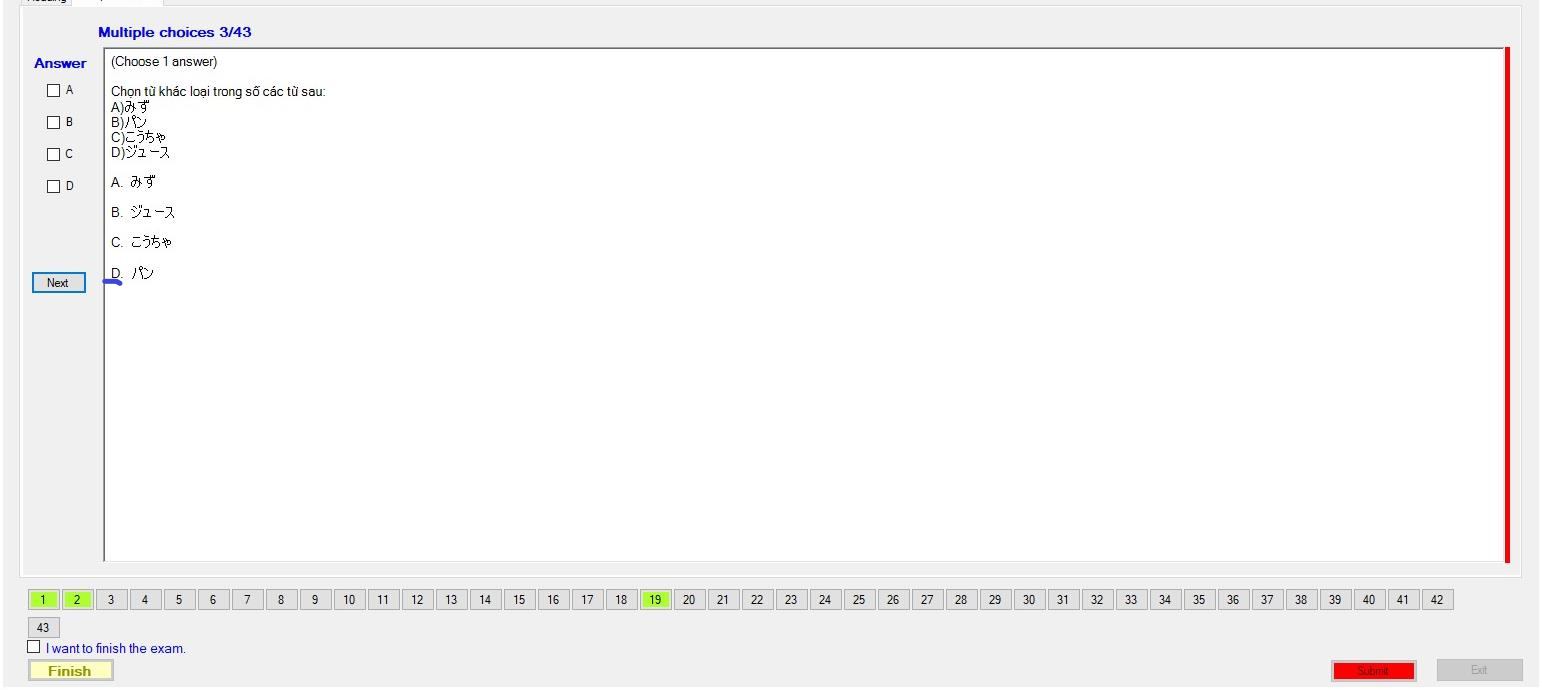 Multiple choices 3/43
Answer
(Choose 1 answer)
A
Chọn từ khác loại trong số các từ sau:
A)みず
B)パン
B
C)こうちゃ
D)ジュース
C
D
A. みず
B. ジュース
C. こうちゃ
D. パン
Next
1 2 3 4 5 6 7 8 9 10 11 12 13 14 15 16 17 18 19 20 21 22 23 24 25 26 27 28 29 30 31 32 33 34 35 36 37 38 39 40 41 42
43
I want to finish the exam.
Finish
Submit
Exit